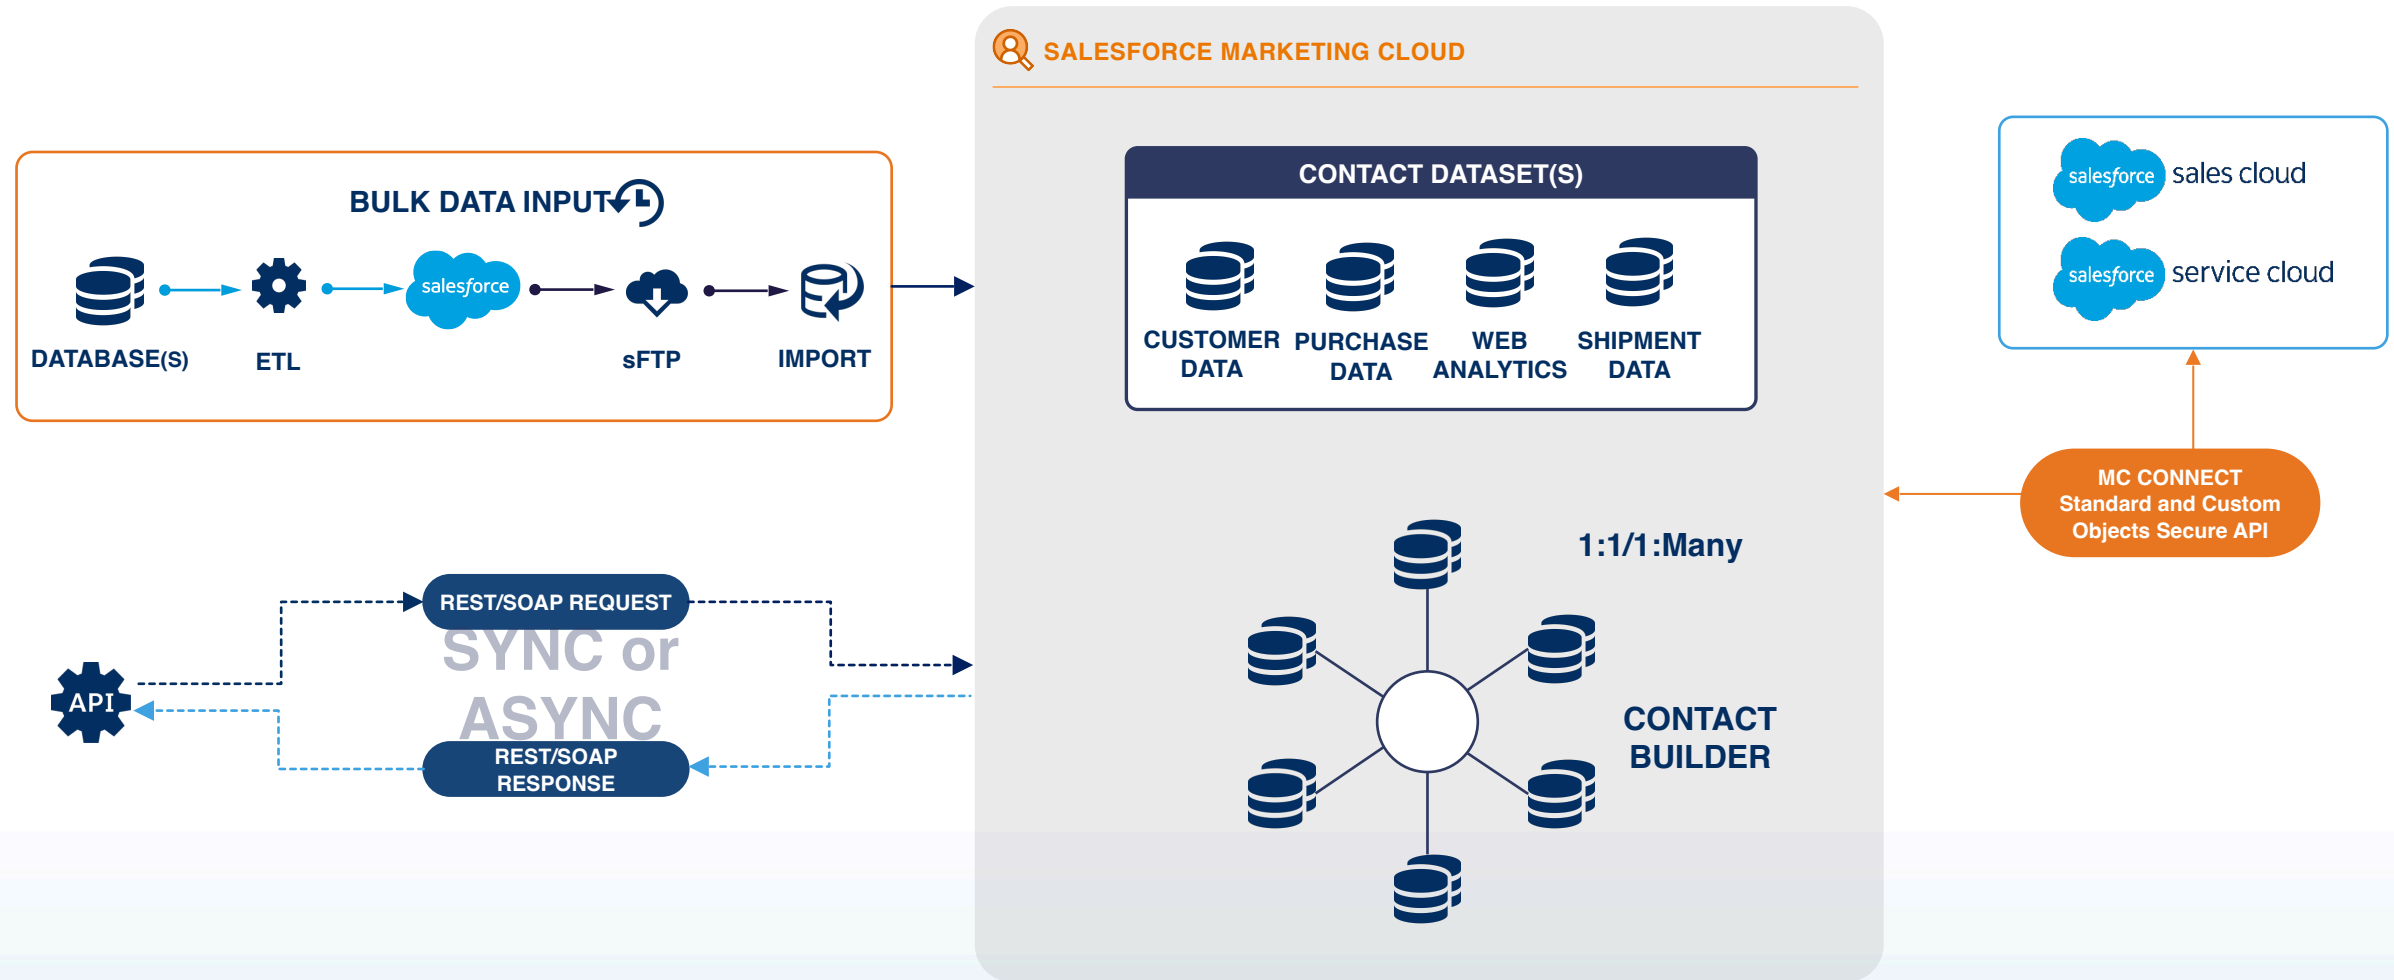 SALESFORCE MARKETING CLOUD
BULK DATA INPUT
DATABASE(S)
ETL
salesforce
sFTP
IMPORT
CONTACT DATASET(S)
CUSTOMER
DATA
PURCHASE
DATA
WEB
ANALYTICS
SHIPMENT
DATA
salesforce sales cloud
salesforce service cloud
MC CONNECT
Standard and Custom
Objects Secure API
API
REST/SOAP REQUEST
SYNC or
ASYNC
REST/SOAP
RESPONSE
1:1/1:Many
CONTACT
BUILDER